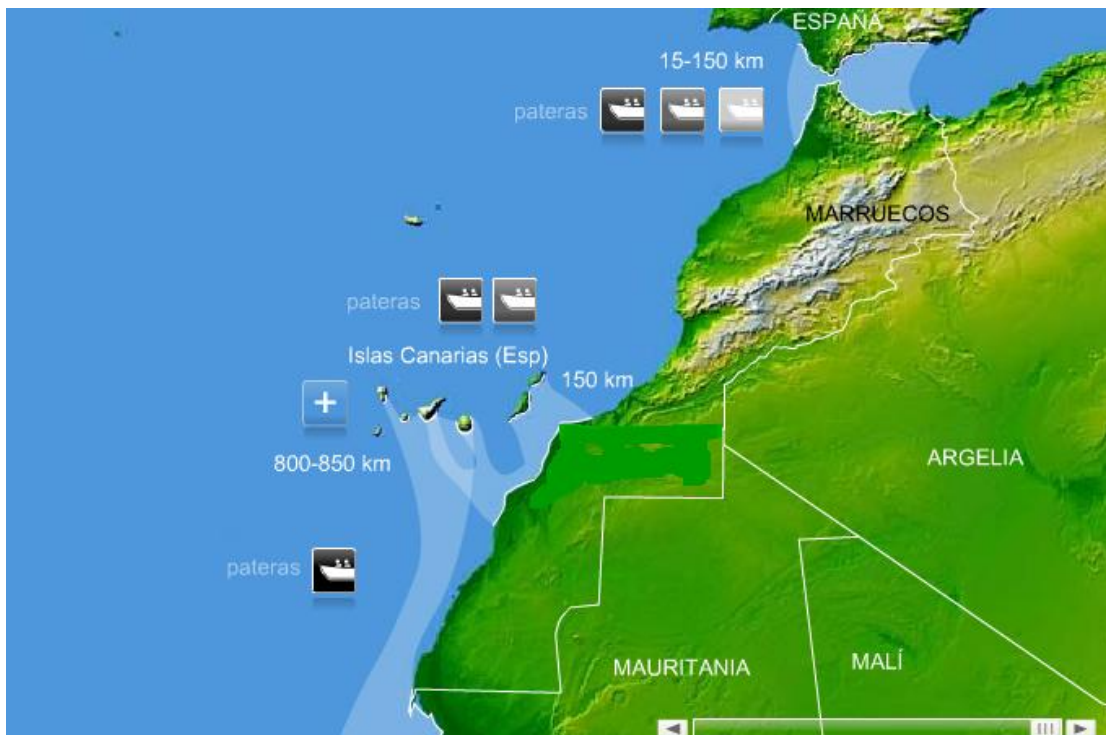 ESPAÑA
15-150 km
pateras
MARRUECOS
pateras
Islas Canarias (Esp)
150 km
800-850 km
ARGELIA
pateras
MAURITANIA
MALÍ